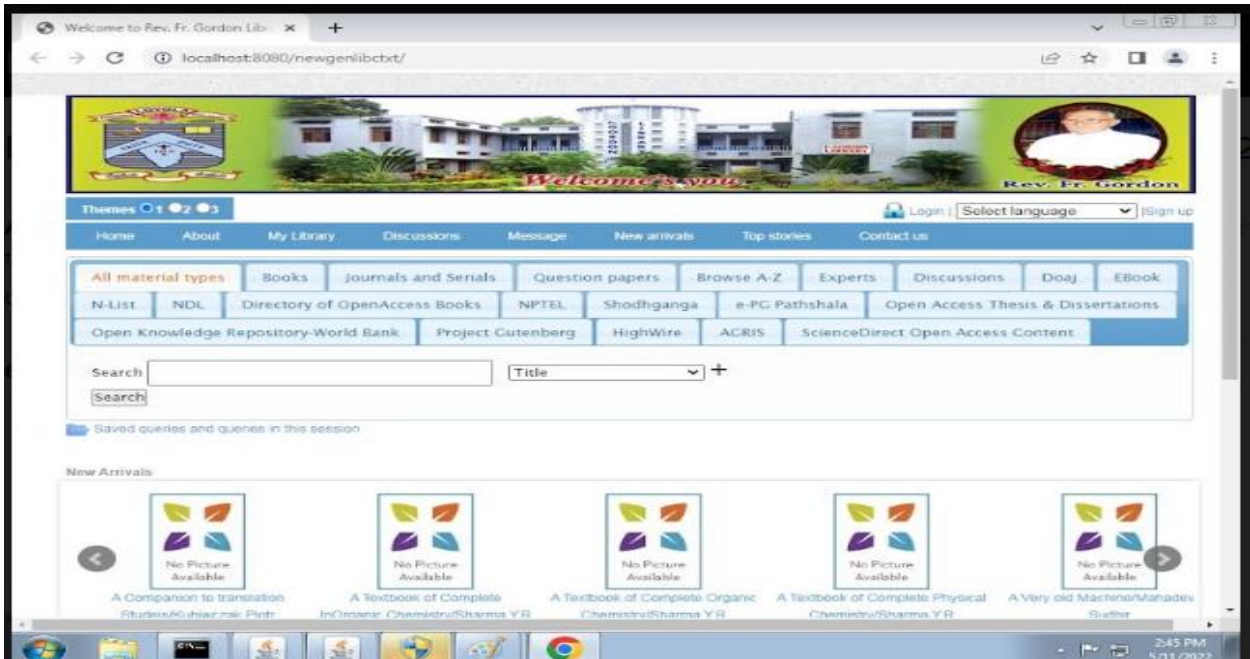 Welcome to Rev. Fr. Gordon Libr
localhost:8080/newgenlibctxt/
Welcome's you
Rev. Fr. Gordon
Themes 1 2 3
Login | Select language |Sign up
Home About My Library Discussions Message New arrivals Top stories Contact us
All material types Books Journals and Serials Question papers Browse A-Z Experts Discussions Doaj EBook
N-List NDL Directory of OpenAccess Books NPTEL Shodhganga e-PG Pathshala Open Access Thesis & Dissertations
Open Knowledge Repository-World Bank Project Gutenberg HighWire AGRIS ScienceDirect Open Access Content
Search Title +
Search
Saved queries and queries in this session
New Arrivals
No Picture No Picture No Picture No Picture No Picture
Available Available Available Available Available
A Companion to translation A Textbook of Complete A Textbook of Complete Organic A Textbook of Complete Physical A Very old Machine/Mahadev
InOrganic Chemistry/Sharma Y R Chemistry/Sharma Y R Chemistry/Sharma Y R Sudhir
2:45 PM
5/11/2022